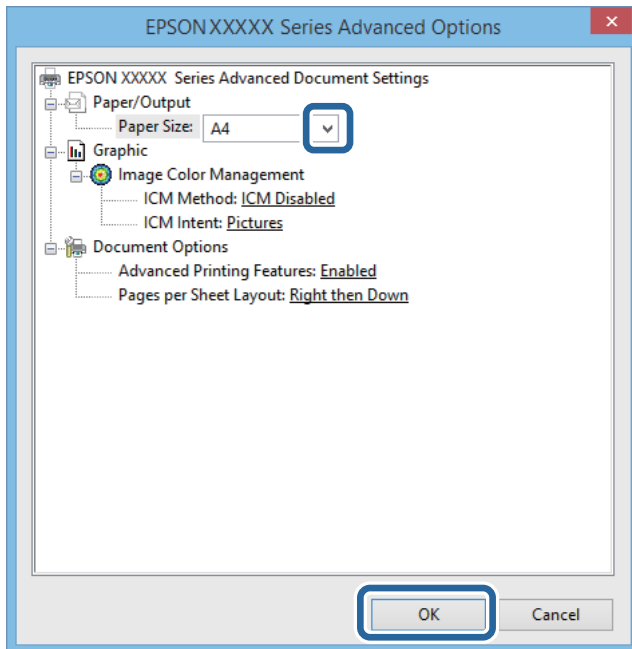 EPSON XXXXX Series Advanced Options
EPSON XXXXX Series Advanced Document Settings
Paper/Output
Paper Size: A4
Graphic
Image Color Management
ICM Method: ICM Disabled
ICM Intent: Pictures
Document Options
Advanced Printing Features: Enabled
Pages per Sheet Layout: Right then Down
OK Cancel